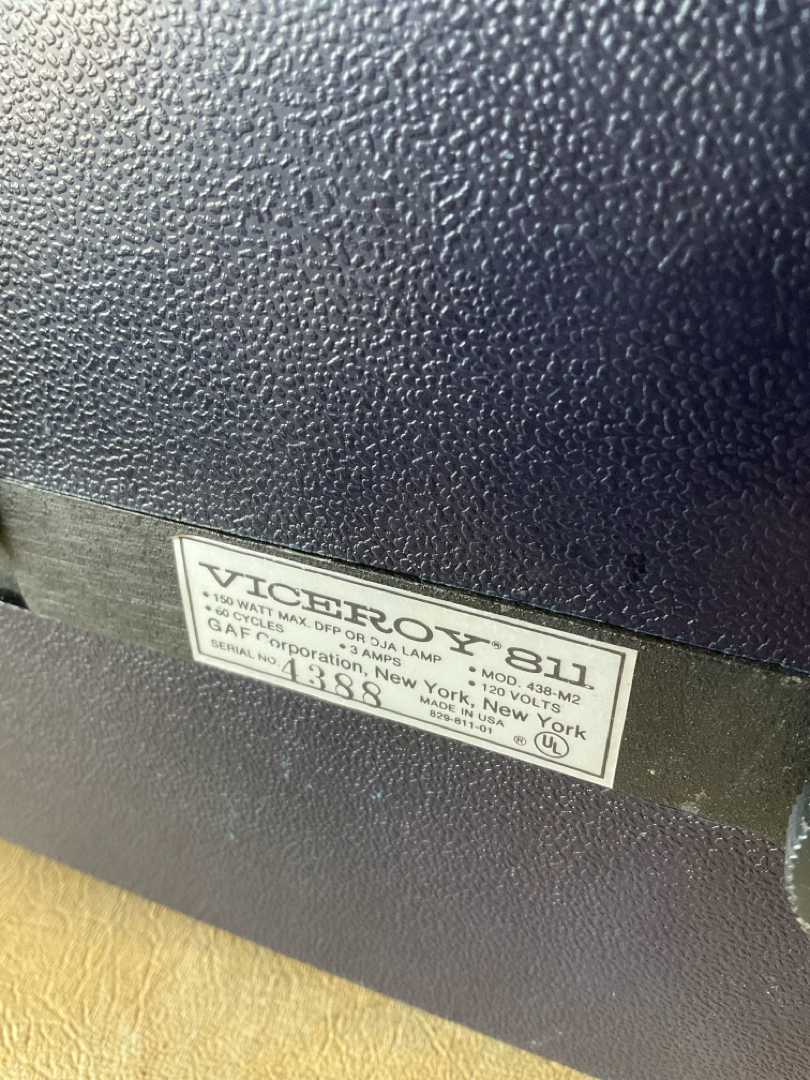 VICEROY® 811
• 150 WATT MAX. DFP OR DJA LAMP • MOD. 438-M2
• 60 CYCLES • 3 AMPS • 120 VOLTS
GAF Corporation, New York, New York
SERIAL NO. 4388 MADE IN USA
829-811-01 ® UL